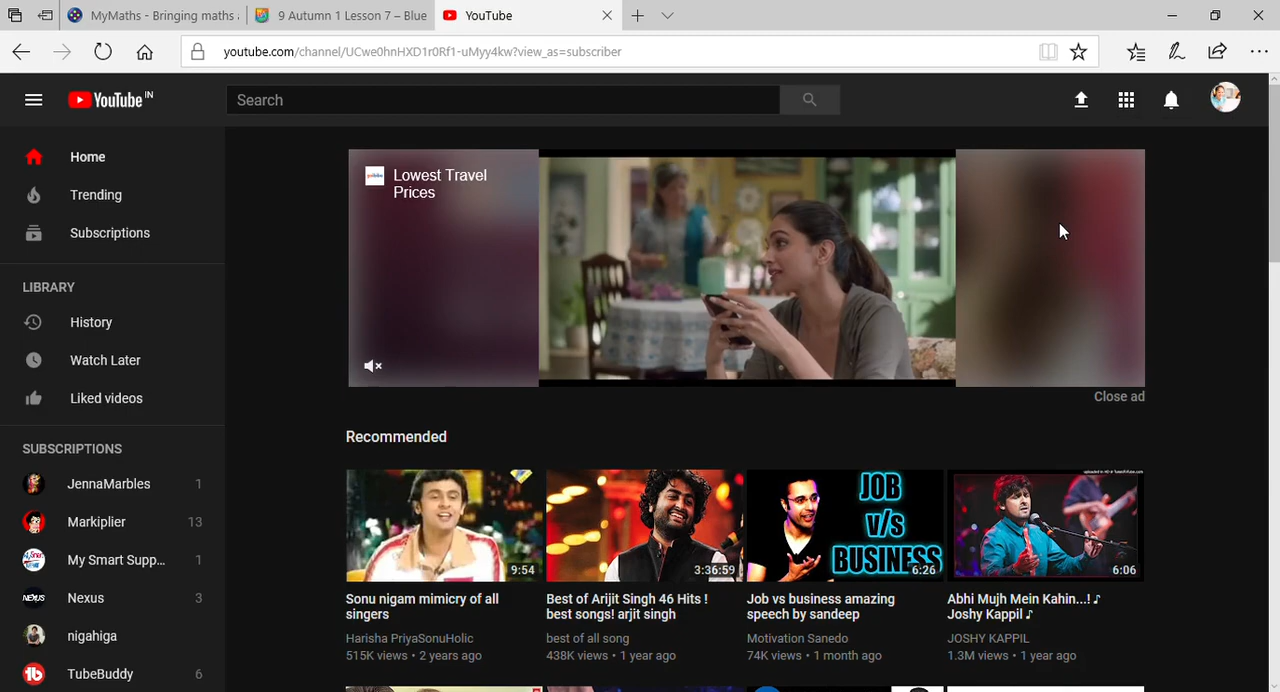 MyMaths - Bringing maths
9 Autumn 1 Lesson 7 – Blue
YouTube
youtube.com/channel/UCwe0hnHXD1r0Rf1-uMyy4kw?view_as=subscriber
YouTube IN
Search
Home
Trending
Subscriptions
LIBRARY
History
Watch Later
Liked videos
SUBSCRIPTIONS
JennaMarbles 1
Markiplier 13
My Smart Supp... 1
Nexus 3
nigahiga
TubeBuddy 6
Lowest Travel
Prices
Close ad
Recommended
9:54
3:36:59
JOB
V/S
BUSINESS
6:26
6:06
Sonu nigam mimicry of all
singers
Harisha PriyaSonuHolic
515K views • 2 years ago
Best of Arijit Singh 46 Hits !
best songs! arjit singh
best of all song
438K views • 1 year ago
Job vs business amazing
speech by sandeep
Motivation Sanedo
74K views • 1 month ago
Abhi Mujh Mein Kahin...! ♪
Joshy Kappil ♪
JOSHY KAPPIL
1.3M views • 1 year ago